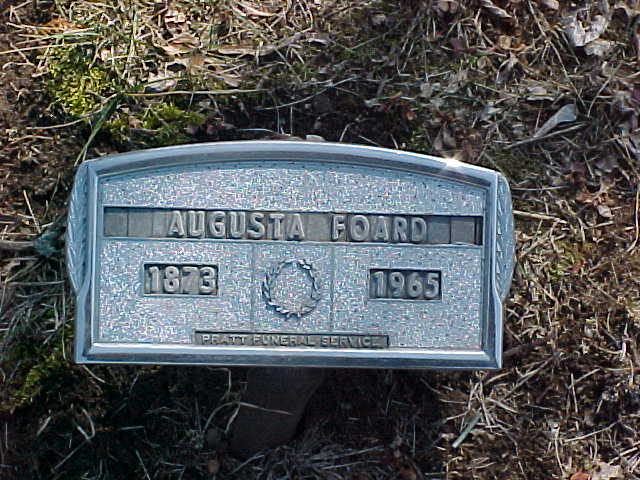 AUGUSTA FOARD
1873 1965
PRATT FUNERAL SERVICE